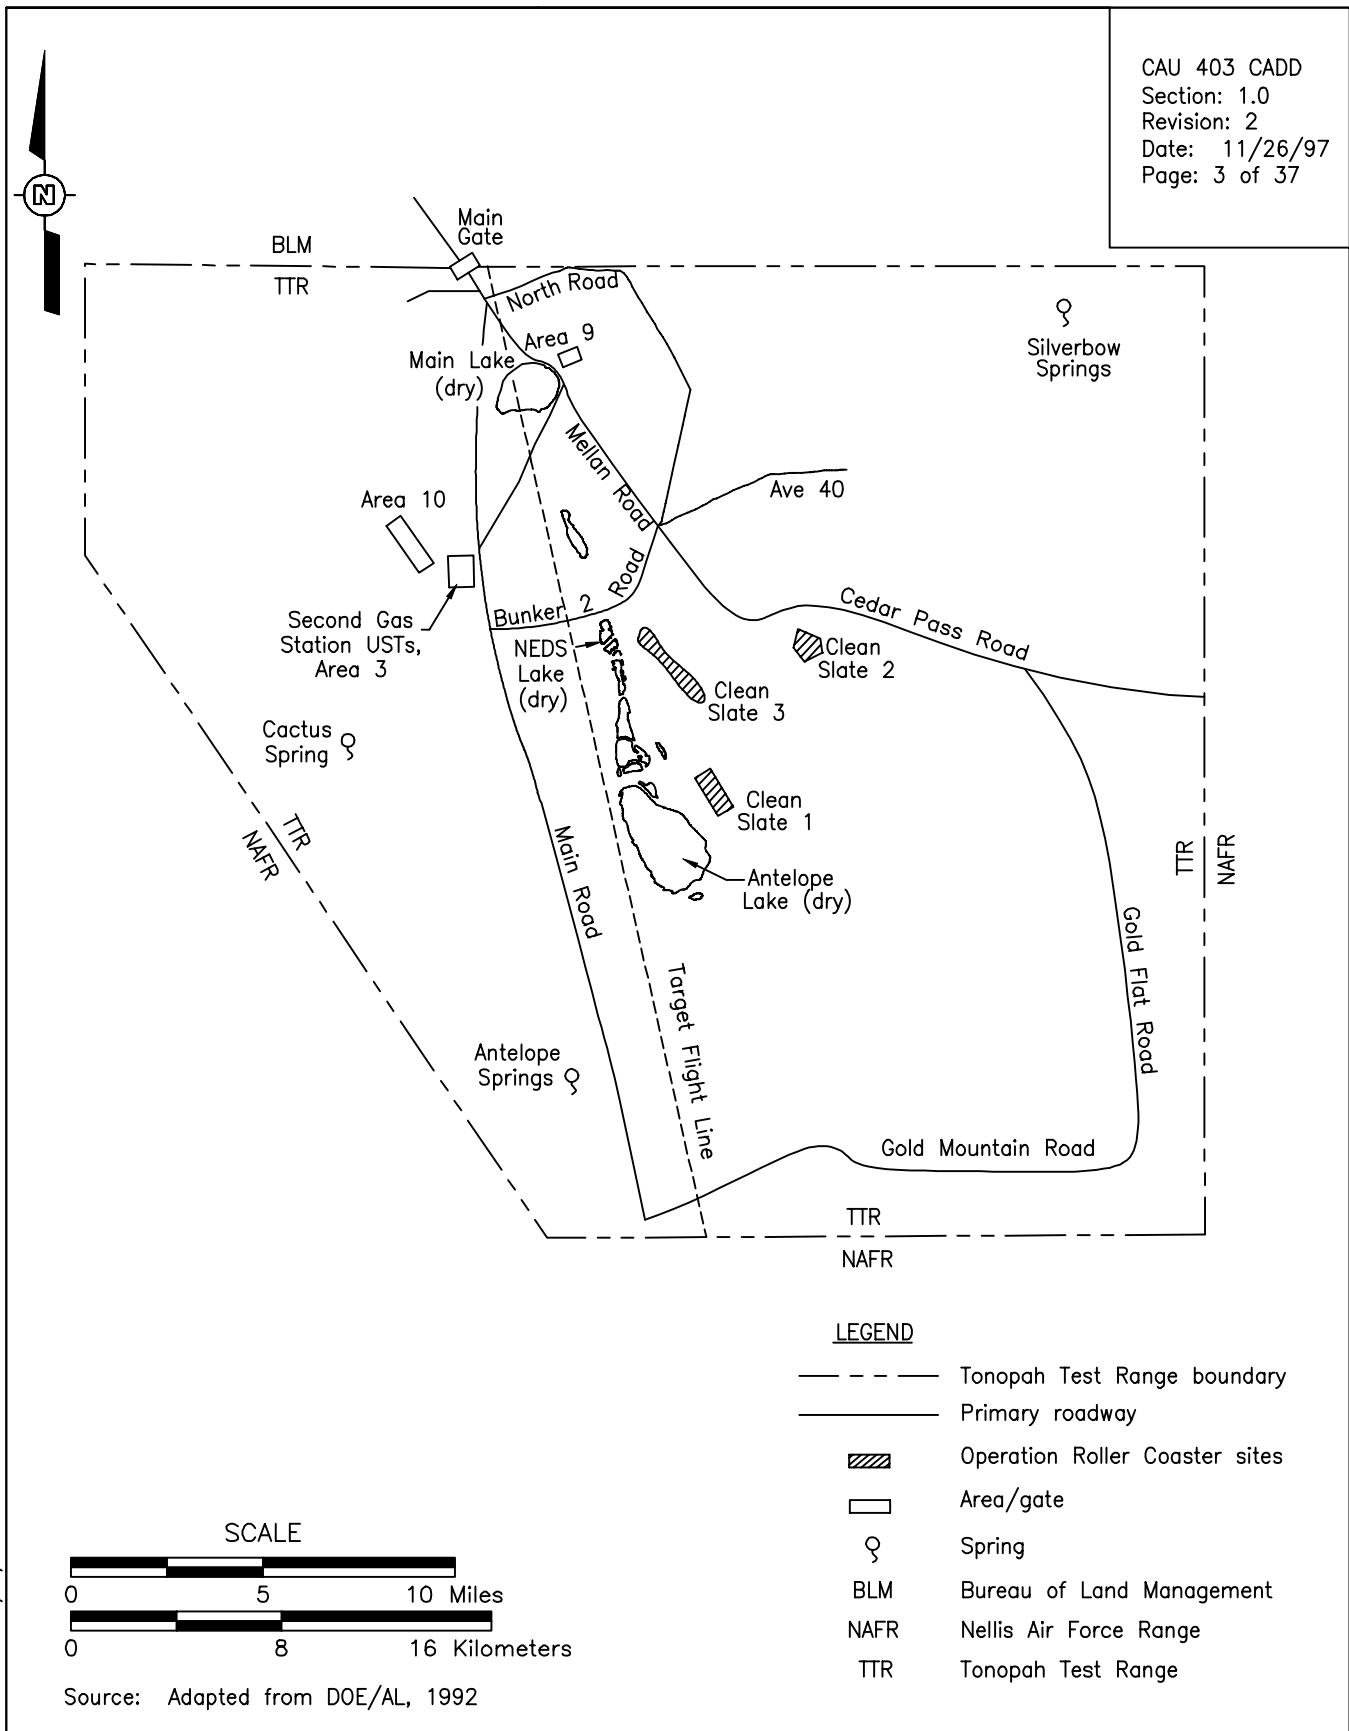 CAU 403 CADD
Section: 1.0
Revision: 2
Date: 11/26/97
Page: 3 of 37
N
Main
Gate
BLM
TTR
North Road
Area 9
Main Lake
(dry)
Silverbow
Springs
Mellan Road
Ave 40
Area 10
Second Gas
Station USTs,
Area 3
Bunker 2 Road
NEDS
Lake
(dry)
Cedar Pass Road
Clean
Slate 2
Clean
Slate 3
Cactus
Spring
Clean
Slate 1
TTR
NAFR
Main Road
TTR
NAFR
Antelope
Lake (dry)
Gold Flat Road
Target Flight Line
Antelope
Springs
Gold Mountain Road
TTR
NAFR
LEGEND
Tonopah Test Range boundary
Primary roadway
Operation Roller Coaster sites
Area/gate
Spring
BLM Bureau of Land Management
NAFR Nellis Air Force Range
TTR Tonopah Test Range
SCALE
0 5 10 Miles
0 8 16 Kilometers
Source: Adapted from DOE/AL, 1992